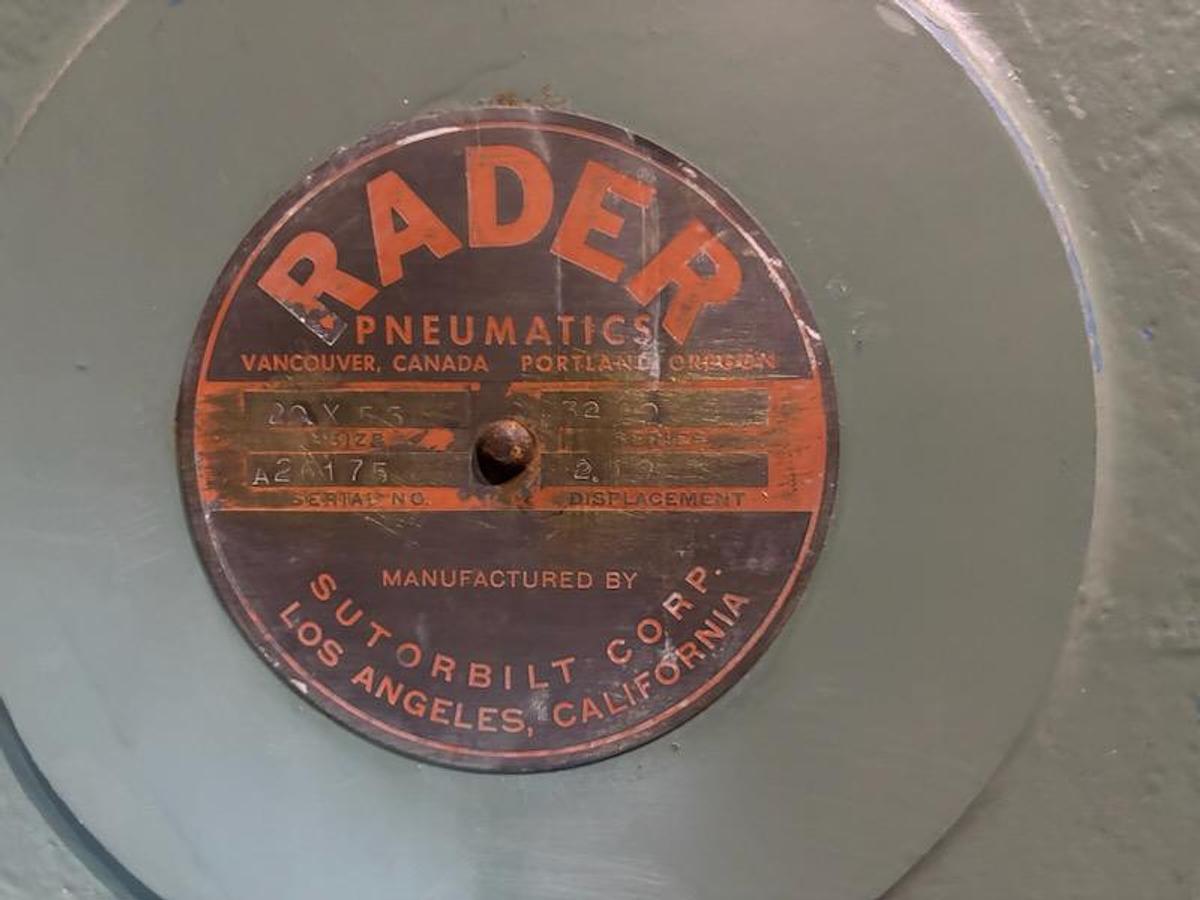 RADER
PNEUMATICS
VANCOUVER, CANADA PORTLAND, OREGON
SIZE SERIES
SERIAL NO. DISPLACEMENT
MANUFACTURED BY
SUTORBILT CORP.
LOS ANGELES, CALIFORNIA